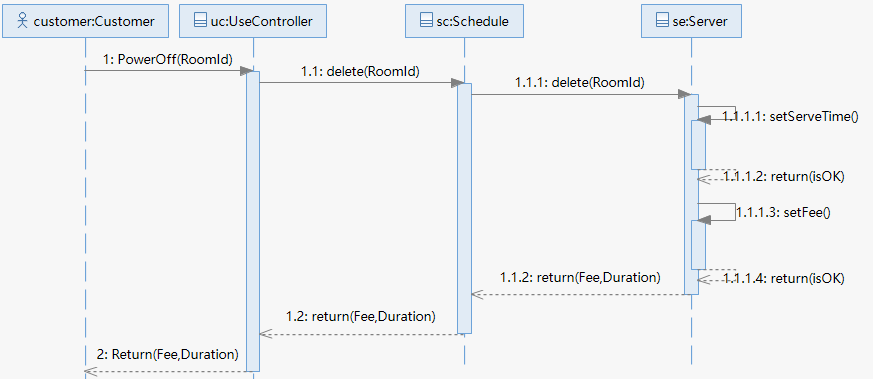 customer:Customer
uc:UseController
sc:Schedule
se:Server
1: PowerOff(RoomId)
1.1: delete(RoomId)
1.1.1: delete(RoomId)
1.1.1.1: setServeTime()
1.1.1.2: return(isOK)
1.1.1.3: setFee()
1.1.1.4: return(isOK)
1.1.2: return(Fee,Duration)
1.2: return(Fee,Duration)
2: Return(Fee,Duration)